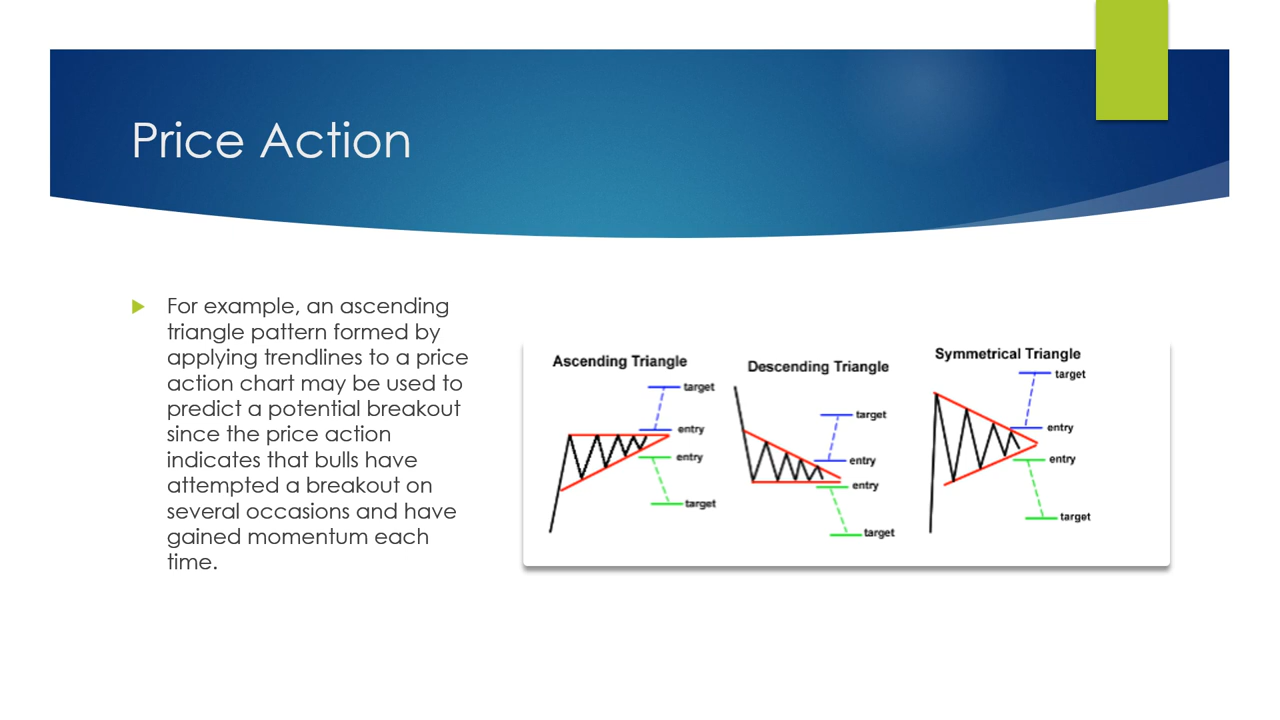 Price Action
For example, an ascending
triangle pattern formed by
applying trendlines to a price
action chart may be used to
predict a potential breakout
since the price action
indicates that bulls have
attempted a breakout on
several occasions and have
gained momentum each
time.
Ascending Triangle
target
entry
entry
target
Descending Triangle
target
entry
entry
target
Symmetrical Triangle
target
entry
entry
target